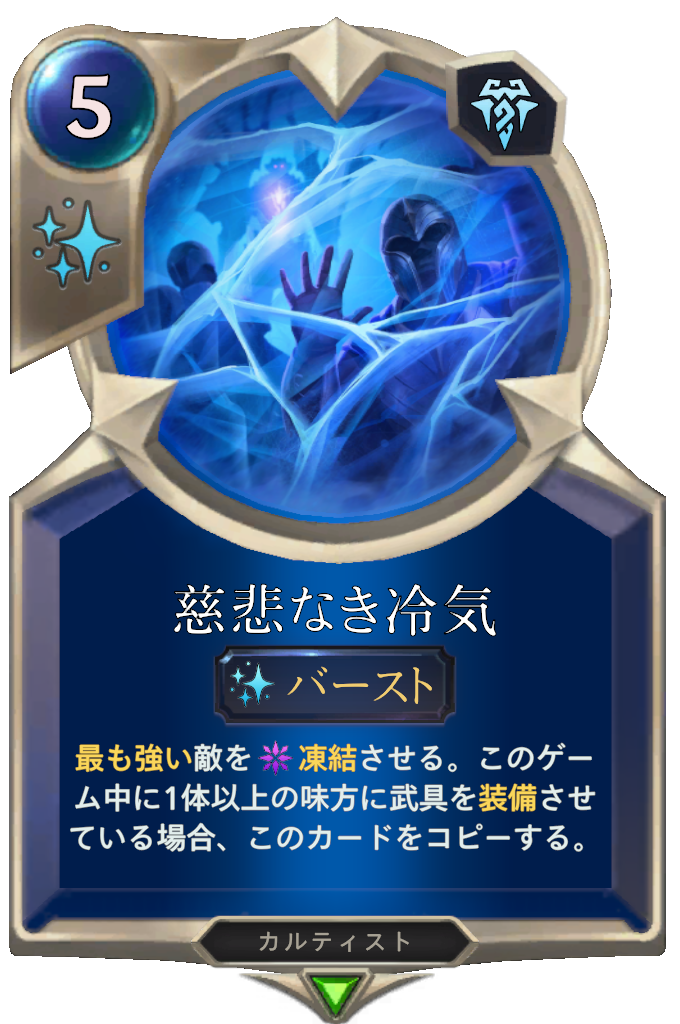 5
慈悲なき冷気
バースト
最も強い敵を凍結させる。このゲー
ム中に1体以上の味方に武具を装備させ
ている場合、このカードをコピーする。
カルティスト